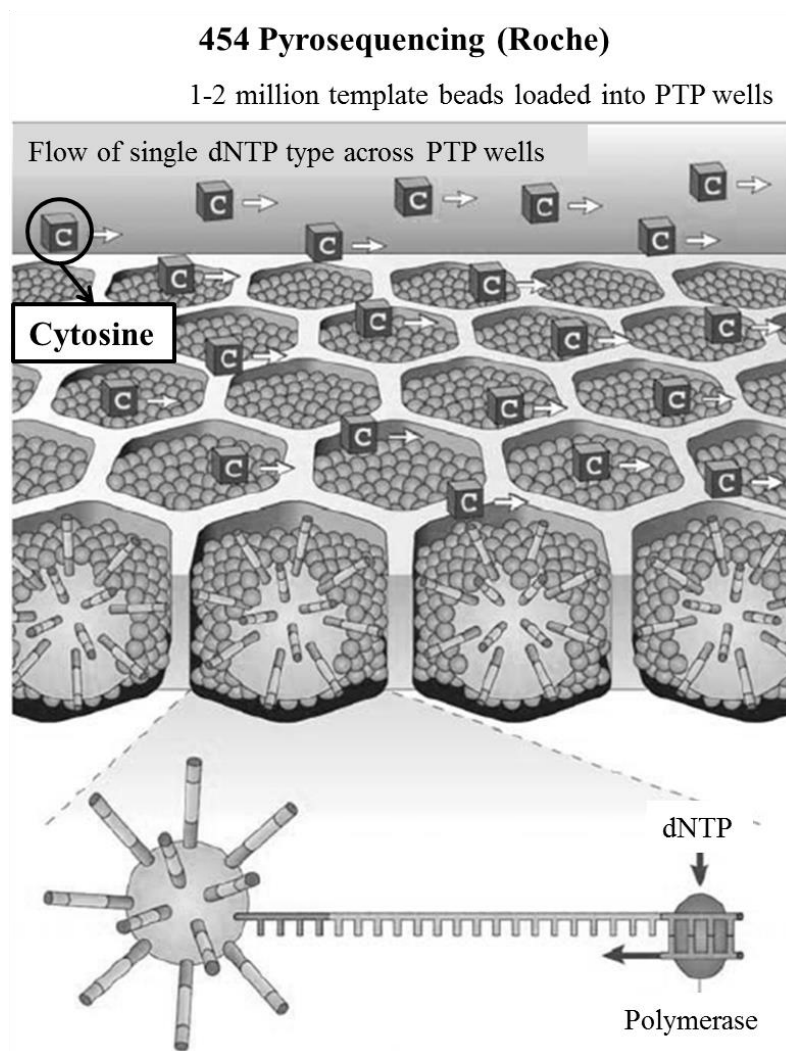 454 Pyrosequencing (Roche)
1-2 million template beads loaded into PTP wells
Flow of single dNTP type across PTP wells
C
C
C
C
C
C
C
Cytosine
C
C
C
C
C
C
C
C
C
C
C
C
C
C
dNTP
Polymerase